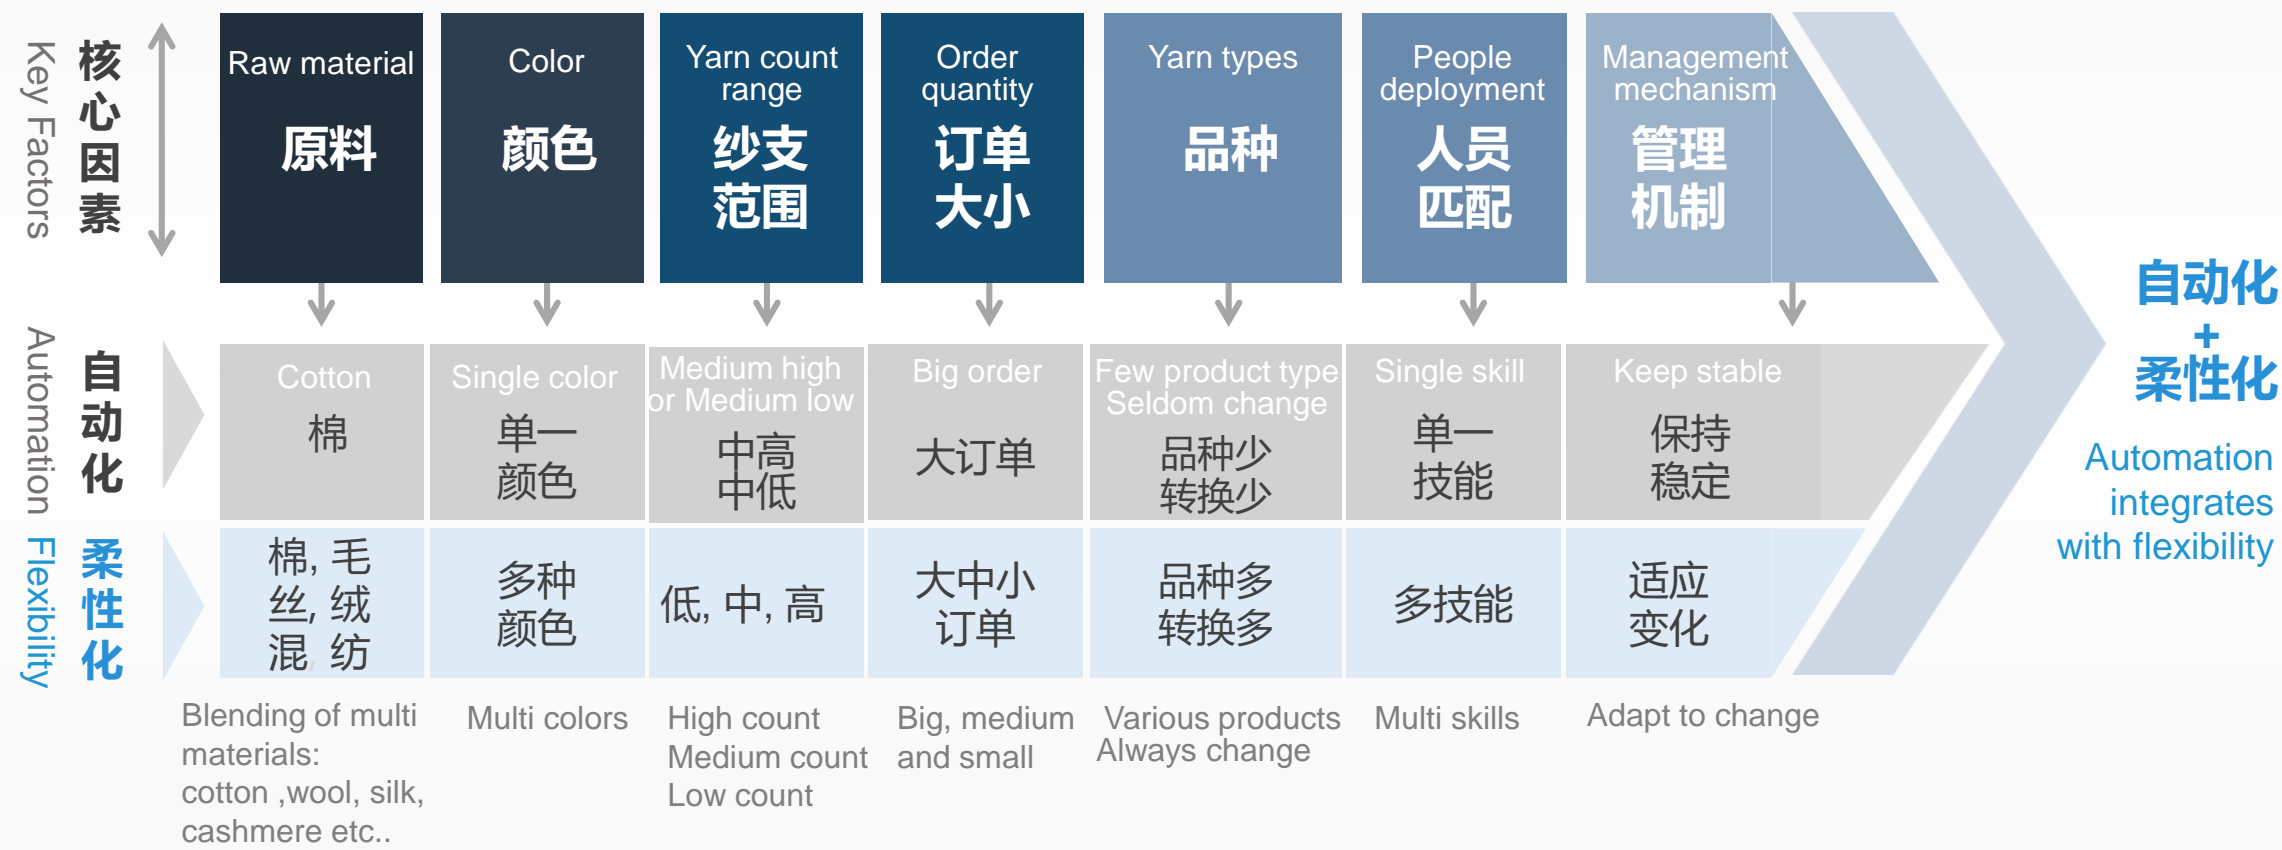 Key Factors
核心因素
Raw material
原料
Color
颜色
Yarn count
range
纱支
范围
Order
quantity
订单
大小
Yarn types
品种
People
deployment
人员
匹配
Management
mechanism
管理
机制
Automation
自动化
Cotton
棉
Single color
单一
颜色
Medium high
or Medium low
中高
中低
Big order
大订单
Few product type
Seldom change
品种少
转换少
Single skill
单一
技能
Keep stable
保持
稳定
Flexibility
柔性化
棉, 毛
丝, 绒
混, 纺
多种
颜色
低, 中, 高
大中小
订单
品种多
转换多
多技能
适应
变化
Blending of multi
materials:
cotton ,wool, silk,
cashmere etc..
Multi colors
High count
Medium count
Low count
Big, medium
and small
Various products
Always change
Multi skills
Adapt to change
自动化
+
柔性化
Automation
integrates
with flexibility